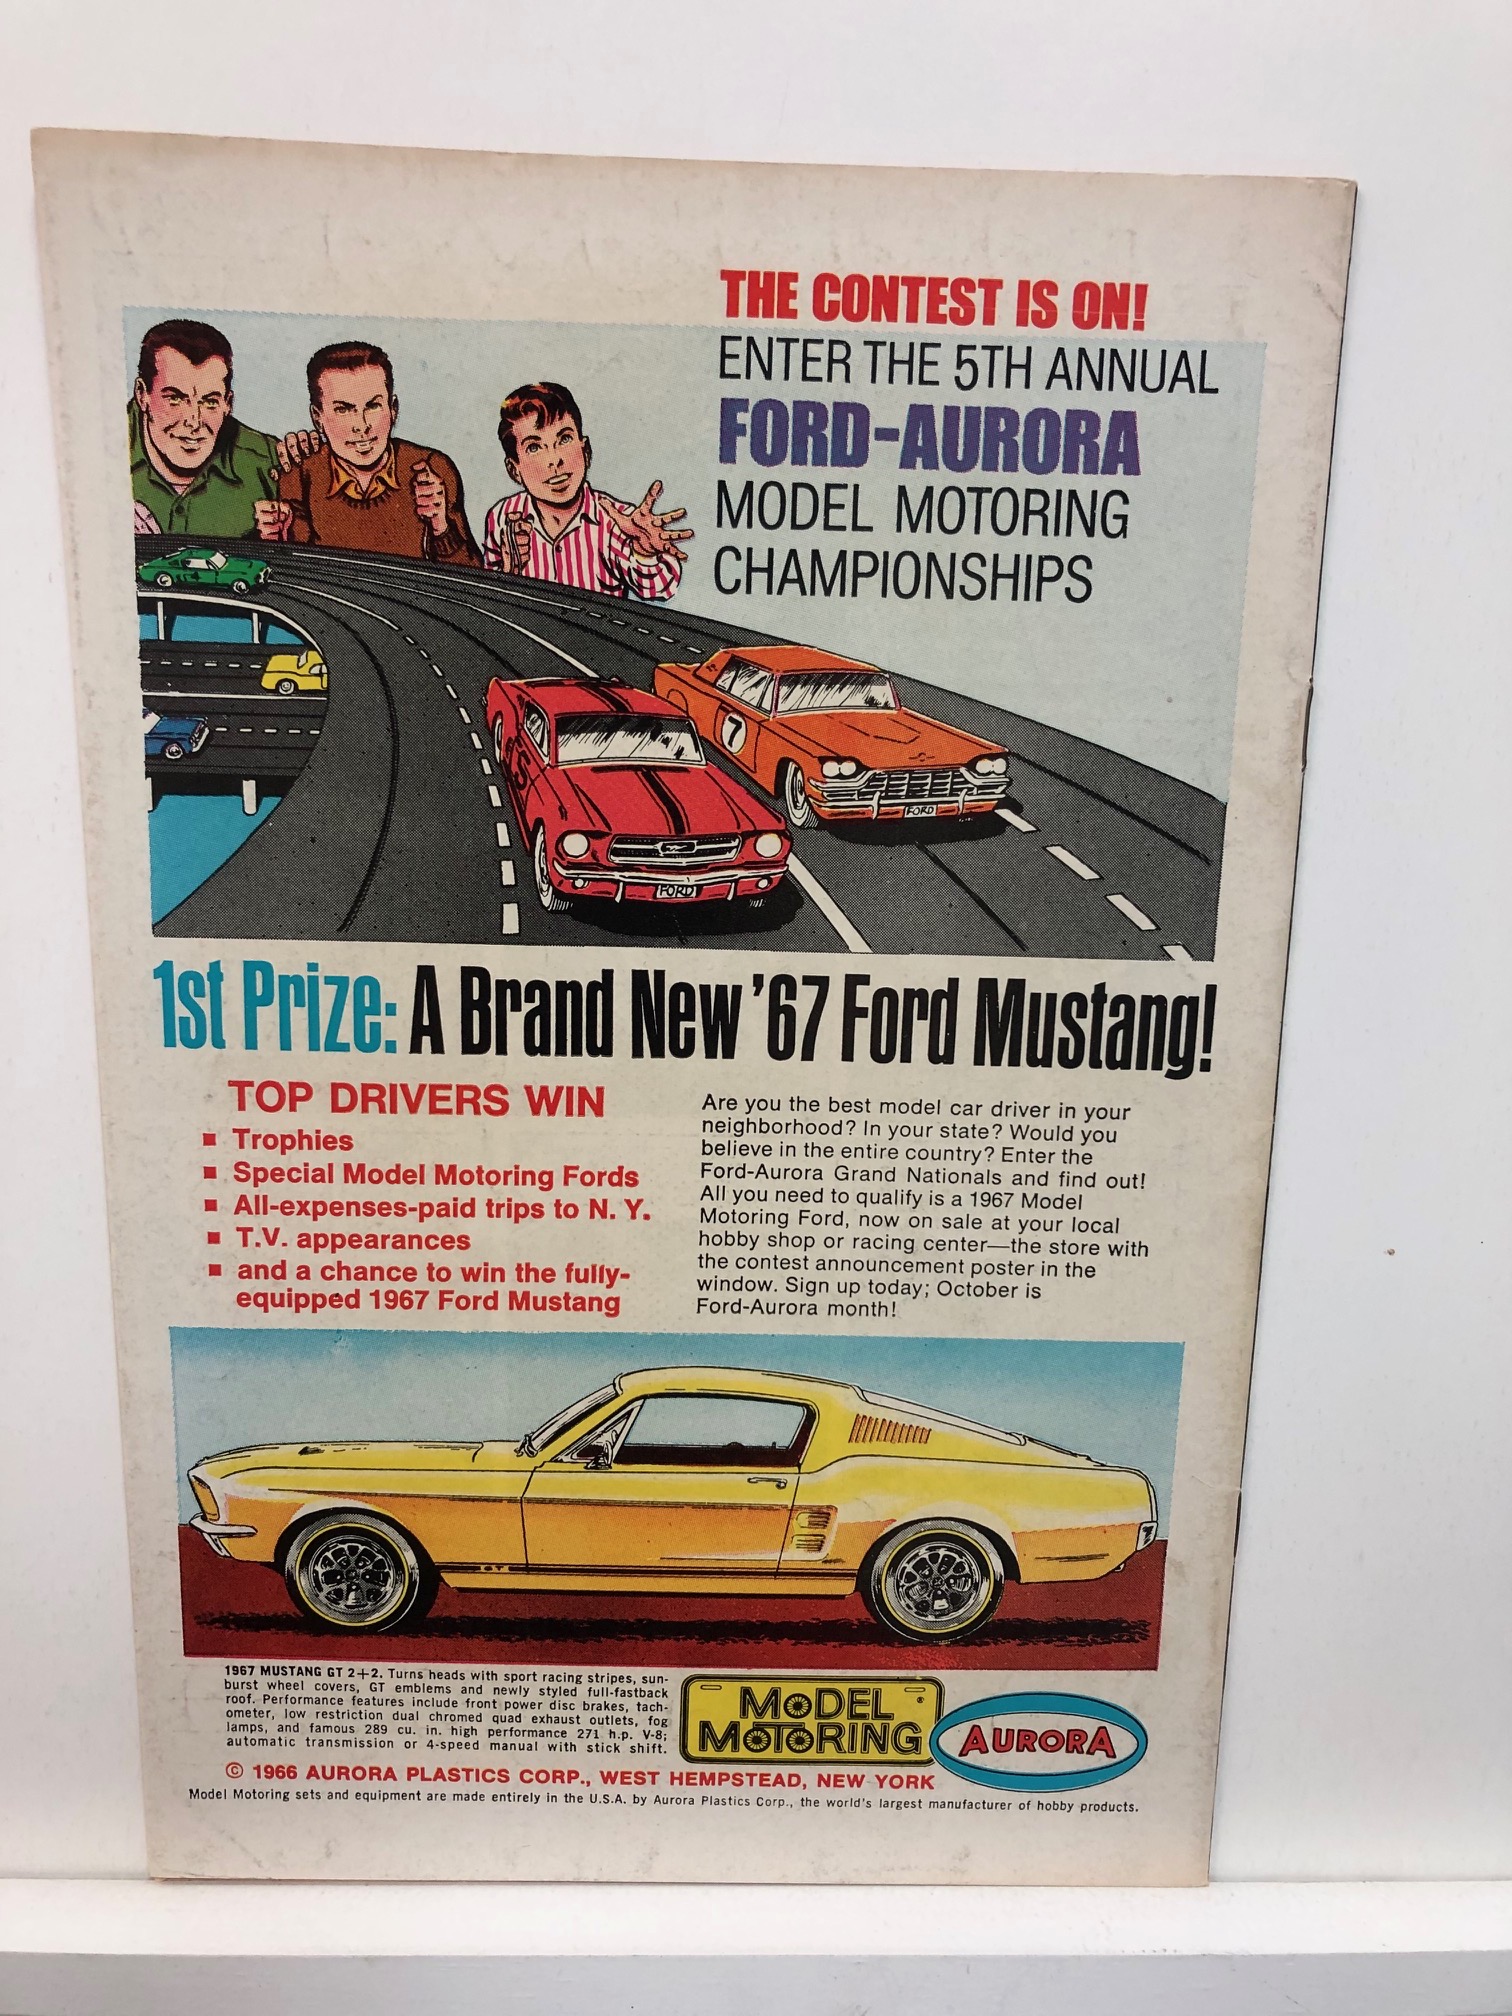 THE CONTEST IS ON!
ENTER THE 5TH ANNUAL
FORD-AURORA
MODEL MOTORING
CHAMPIONSHIPS
7
FORD
FORD
1st Prize: A Brand New '67 Ford Mustang!
TOP DRIVERS WIN
■ Trophies
■ Special Model Motoring Fords
■ All-expenses-paid trips to N. Y.
■ T.V. appearances
■ and a chance to win the fully-
equipped 1967 Ford Mustang
Are you the best model car driver in your
neighborhood? In your state? Would you
believe in the entire country? Enter the
Ford-Aurora Grand Nationals and find out!
All you need to qualify is a 1967 Model
Motoring Ford, now on sale at your local
hobby shop or racing center—the store with
the contest announcement poster in the
window. Sign up today; October is
Ford-Aurora month!
GT
1967 MUSTANG GT 2+2. Turns heads with sport racing stripes, sun-
burst wheel covers, GT emblems and newly styled full-fastback
roof. Performance features include front power disc brakes, tach-
ometer, low restriction dual chromed quad exhaust outlets, fog
lamps, and famous 289 cu. in. high performance 271 h.p. V-8;
automatic transmission or 4-speed manual with stick shift.
MODEL ®
MOTORING
AURORA
© 1966 AURORA PLASTICS CORP., WEST HEMPSTEAD, NEW YORK
Model Motoring sets and equipment are made entirely in the U.S.A. by Aurora Plastics Corp., the world's largest manufacturer of hobby products.